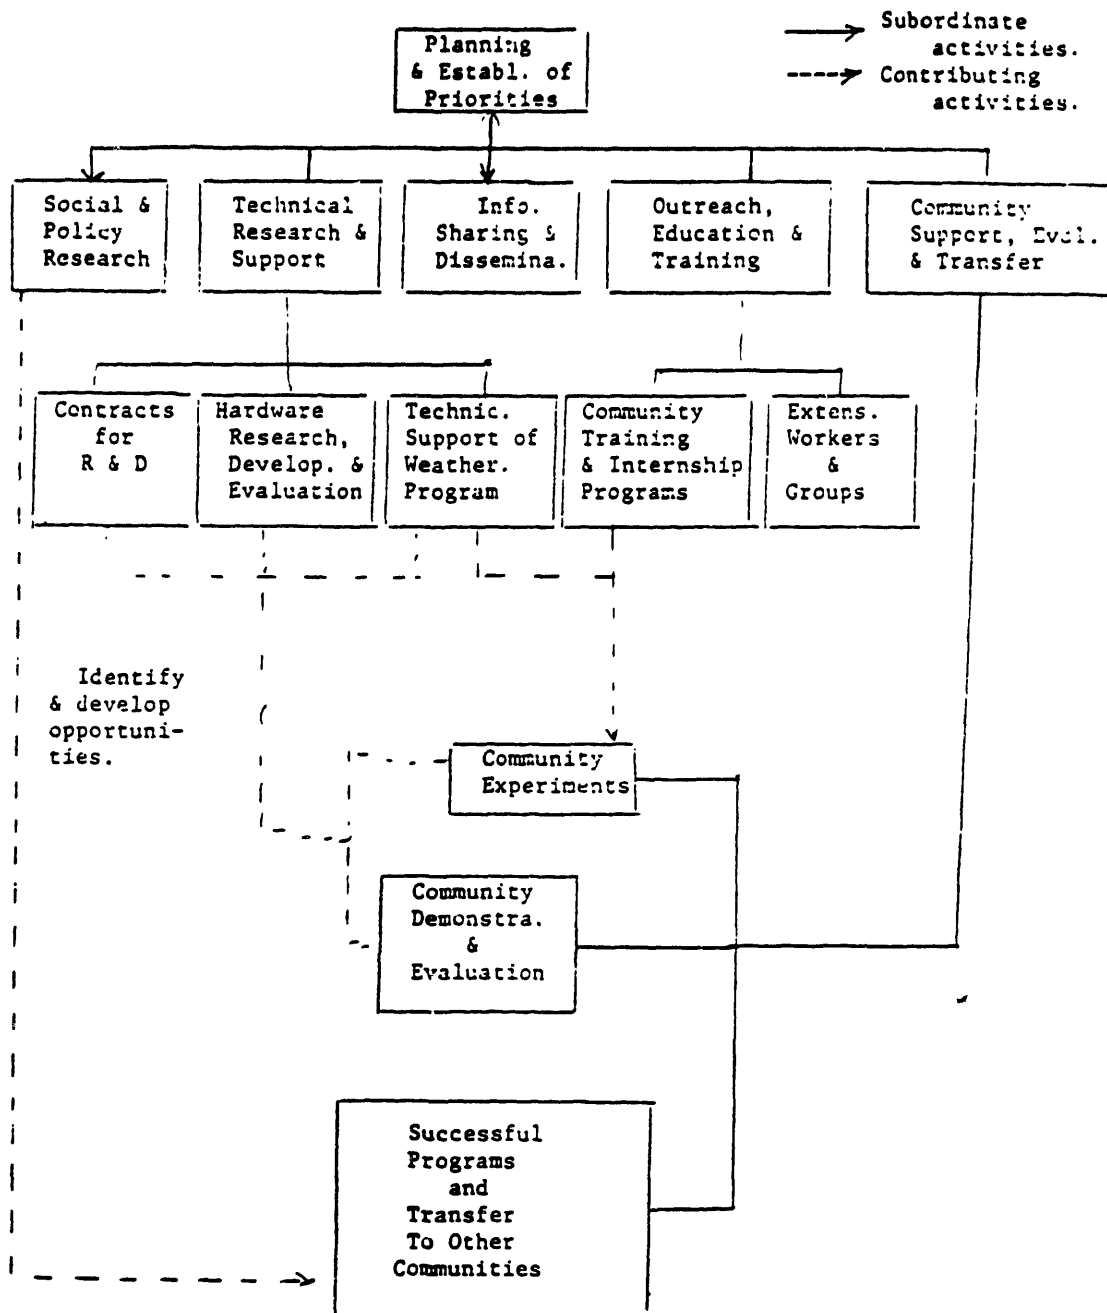 Subordinate
activities.
Contributing
activities.
Planning
& Establ. of
Priorities
Social &
Policy
Research
Technical
Research &
Support
Info.
Sharing &
Dissemina.
Outreach,
Education &
Training
Community
Support, Eval.
& Transfer
Contracts
for
R & D
Hardware
Research,
Develop. &
Evaluation
Technic.
Support of
Weather.
Program
Community
Training
& Internship
Programs
Extens.
Workers
&
Groups
Identify
& develop
opportuni-
ties.
Community
Experiments
Community
Demonstra.
&
Evaluation
Successful
Programs
and
Transfer
To Other
Communities